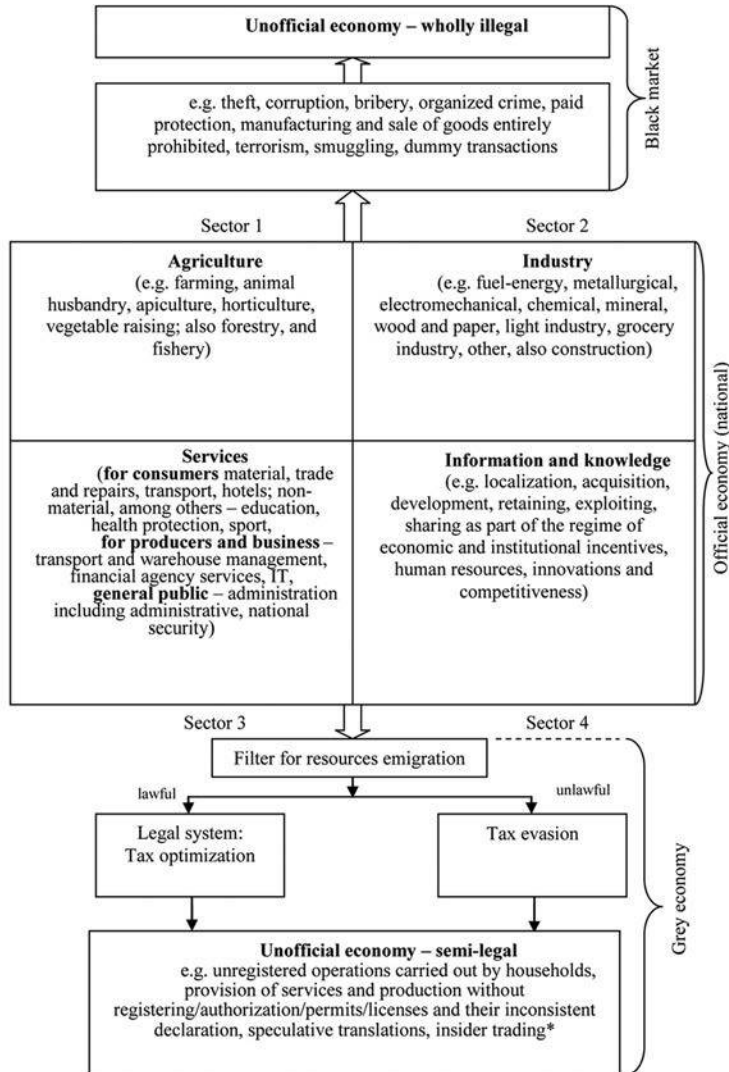 Unofficial economy – wholly illegal
e.g. theft, corruption, bribery, organized crime, paid
protection, manufacturing and sale of goods entirely
prohibited, terrorism, smuggling, dummy transactions
Black market
Sector 1
Sector 2
Agriculture
(e.g. farming, animal
husbandry, apiculture, horticulture,
vegetable raising; also forestry, and
fishery)
Industry
(e.g. fuel-energy, metallurgical,
electromechanical, chemical, mineral,
wood and paper, light industry, grocery
industry, other, also construction)
Services
(for consumers material, trade
and repairs, transport, hotels; non-
material, among others – education,
health protection, sport,
for producers and business –
transport and warehouse management,
financial agency services, IT,
general public – administration
including administrative, national
security)
Information and knowledge
(e.g. localization, acquisition,
development, retaining, exploiting,
sharing as part of the regime of
economic and institutional incentives,
human resources, innovations and
competitiveness)
Official economy (national)
Sector 3
Sector 4
Filter for resources emigration
lawful
unlawful
Legal system:
Tax optimization
Tax evasion
Unofficial economy – semi-legal
e.g. unregistered operations carried out by households,
provision of services and production without
registering/authorization/permits/licenses and their inconsistent
declaration, speculative translations, insider trading*
Grey economy